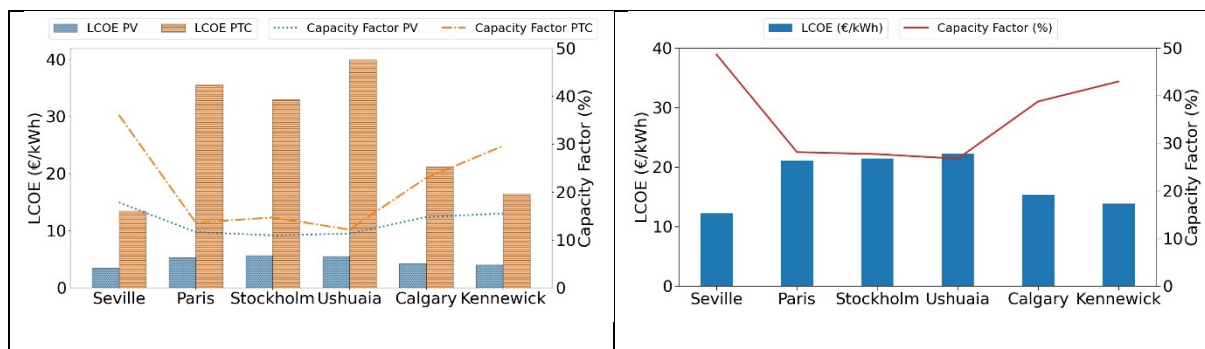 LCOE PV LCOE PTC Capacity Factor PV Capacity Factor PTC
LCOE (€/kWh)
40
30
20
10
0
50
40
30
20
10
0
Capacity Factor (%)
Seville Paris Stockholm Ushuaia Calgary Kennewick
LCOE (€/kWh) Capacity Factor (%)
LCOE (€/kWh)
40
30
20
10
0
50
40
30
20
10
0
Capacity Factor (%)
Seville Paris Stockholm Ushuaia Calgary Kennewick